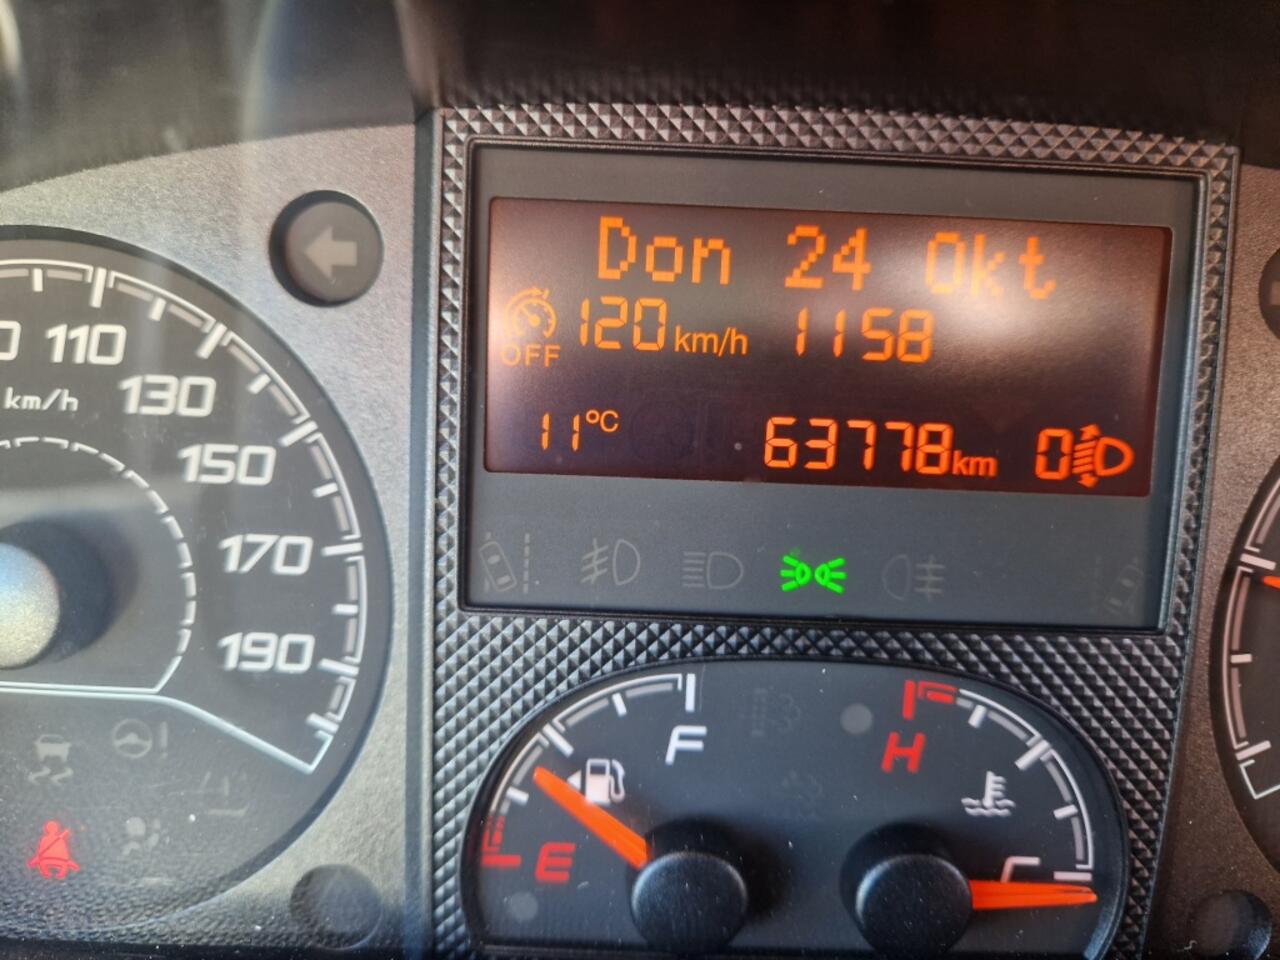 Don 24 Okt
OFF 120 km/h 1158
11°C 63778 km 0
110
km/h
130
150
170
190
F
H
E
C